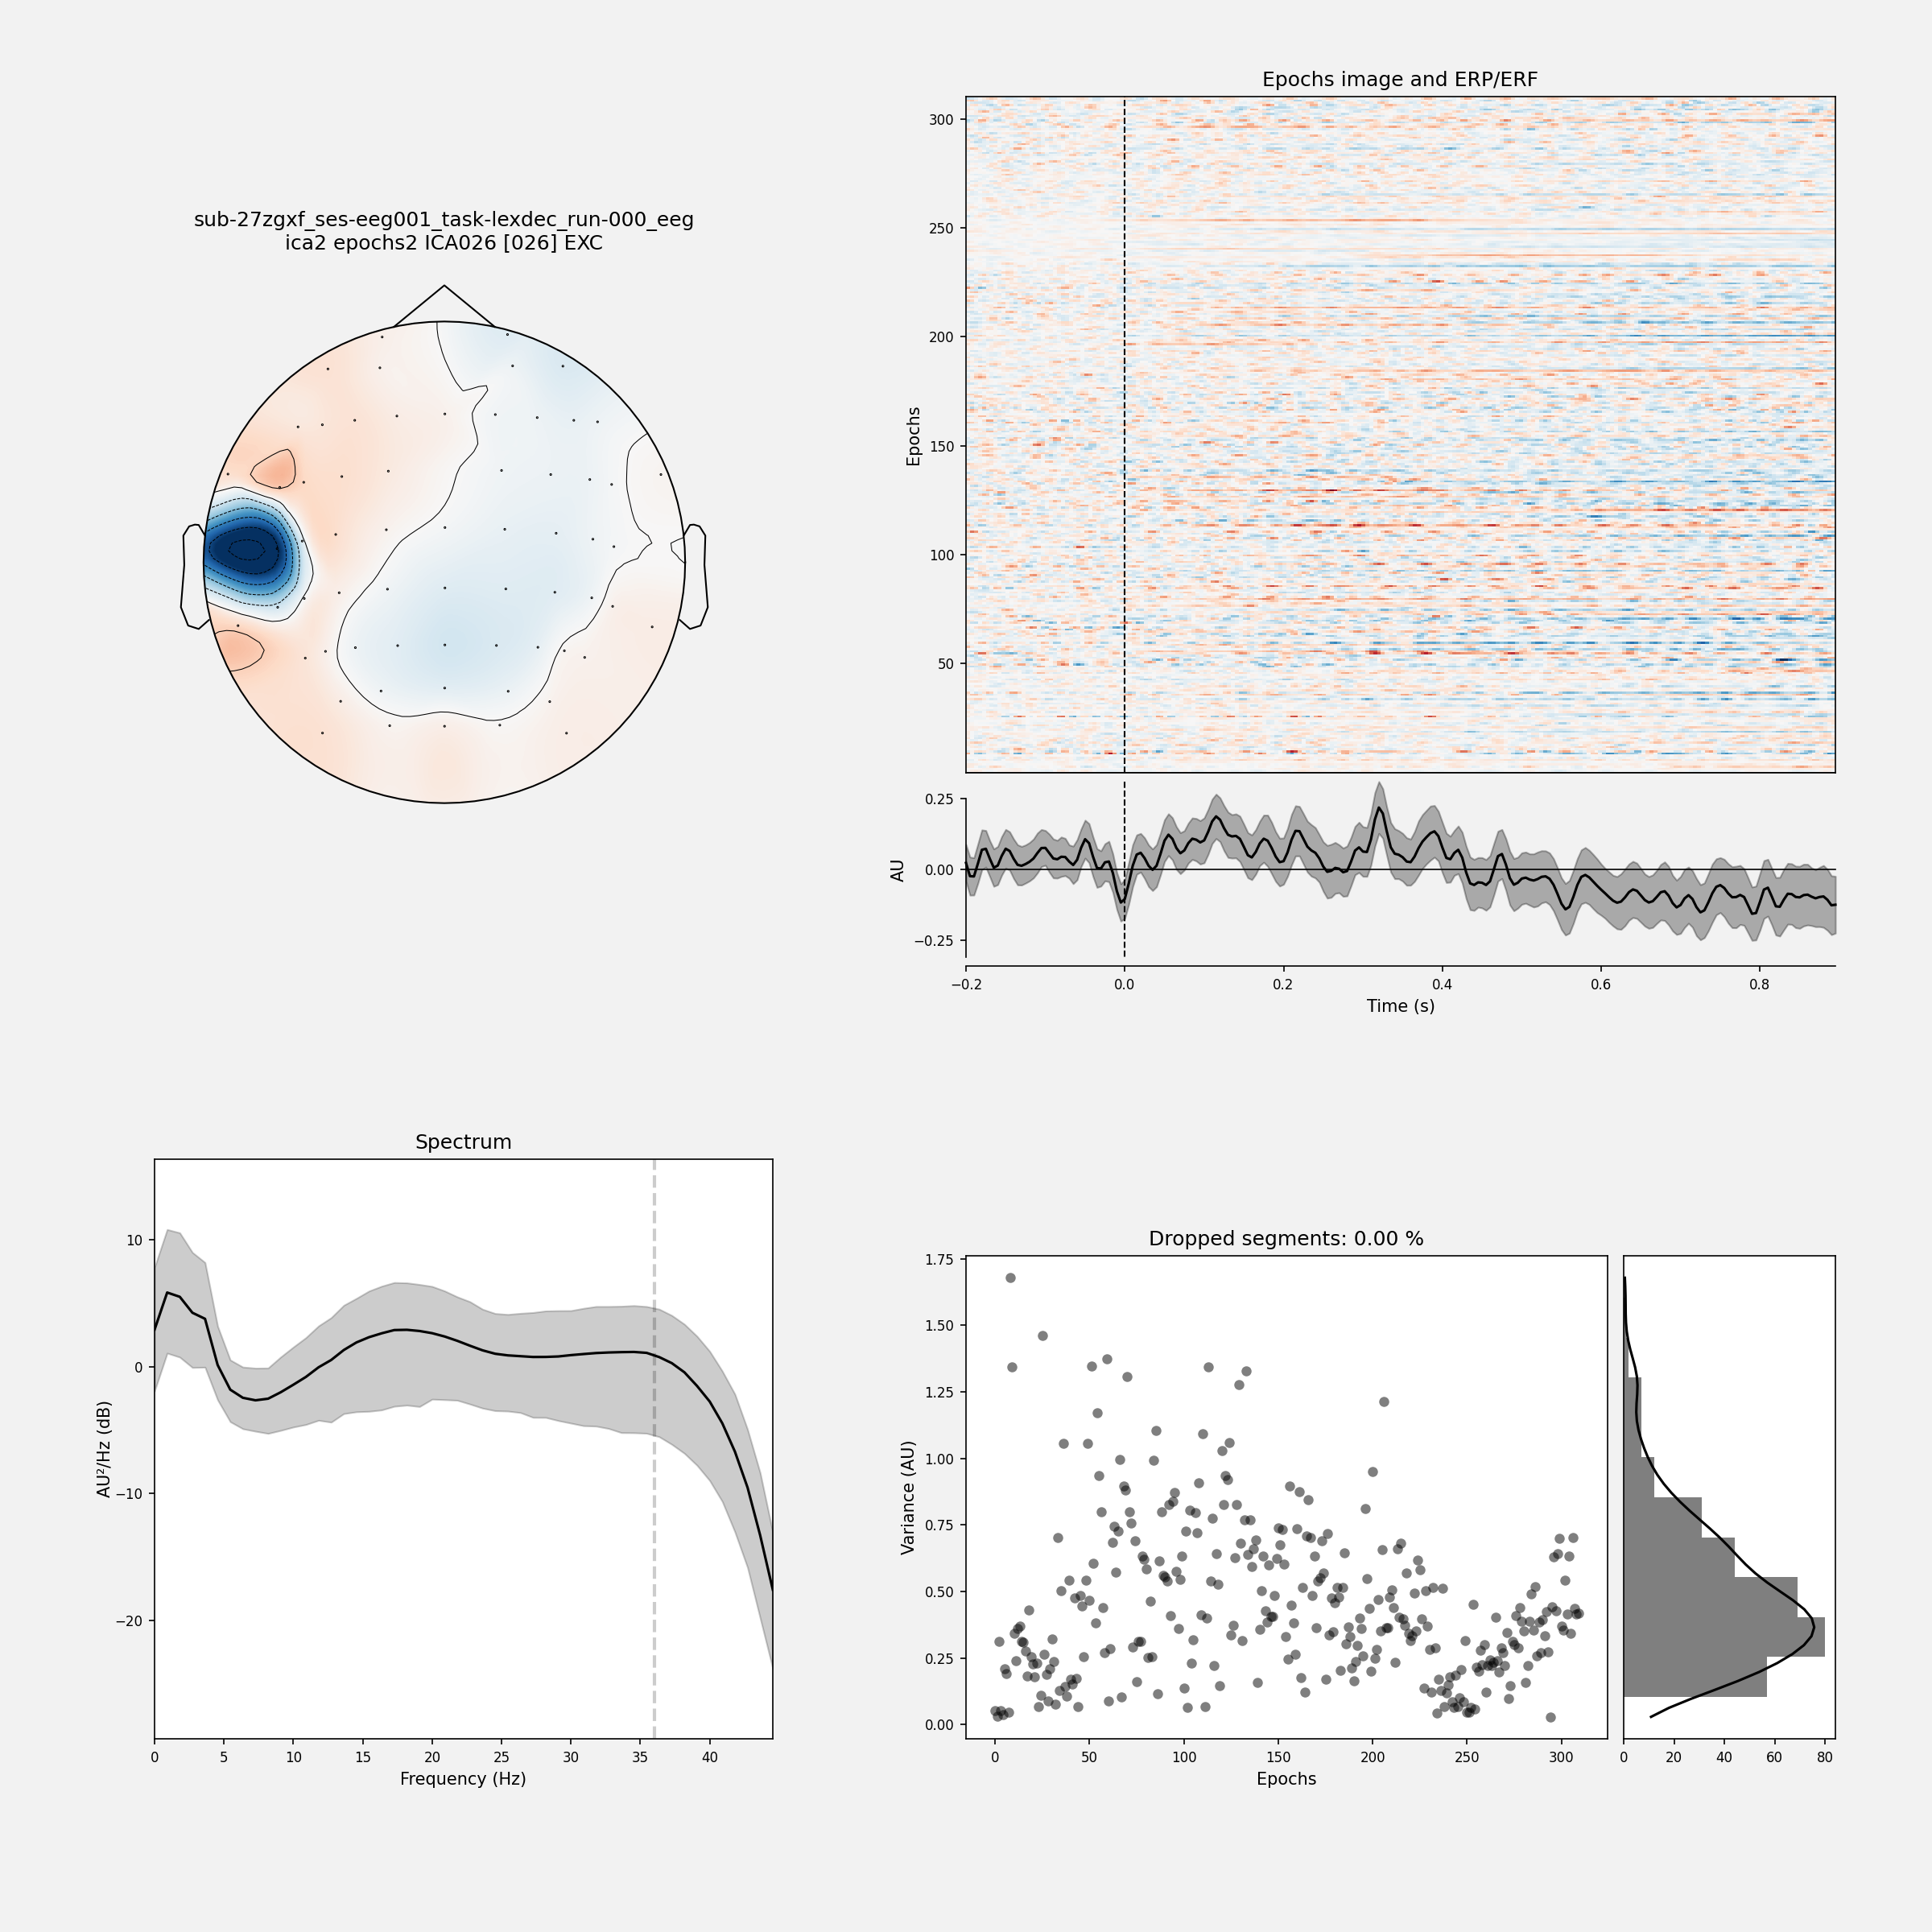 sub-27zgxf_ses-eeg001_task-lexdec_run-000_eeg
ica2 epochs2 ICA026 [026] EXC
Epochs image and ERP/ERF
Epochs
300
250
200
150
100
50
AU
0.25
0.00
−0.25
−0.2 0.0 0.2 0.4 0.6 0.8
Time (s)
Spectrum
AU²/Hz (dB)
10
0
−10
−20
0 5 10 15 20 25 30 35 40
Frequency (Hz)
Dropped segments: 0.00 %
Variance (AU)
1.75
1.50
1.25
1.00
0.75
0.50
0.25
0.00
0 50 100 150 200 250 300
Epochs
0 20 40 60 80